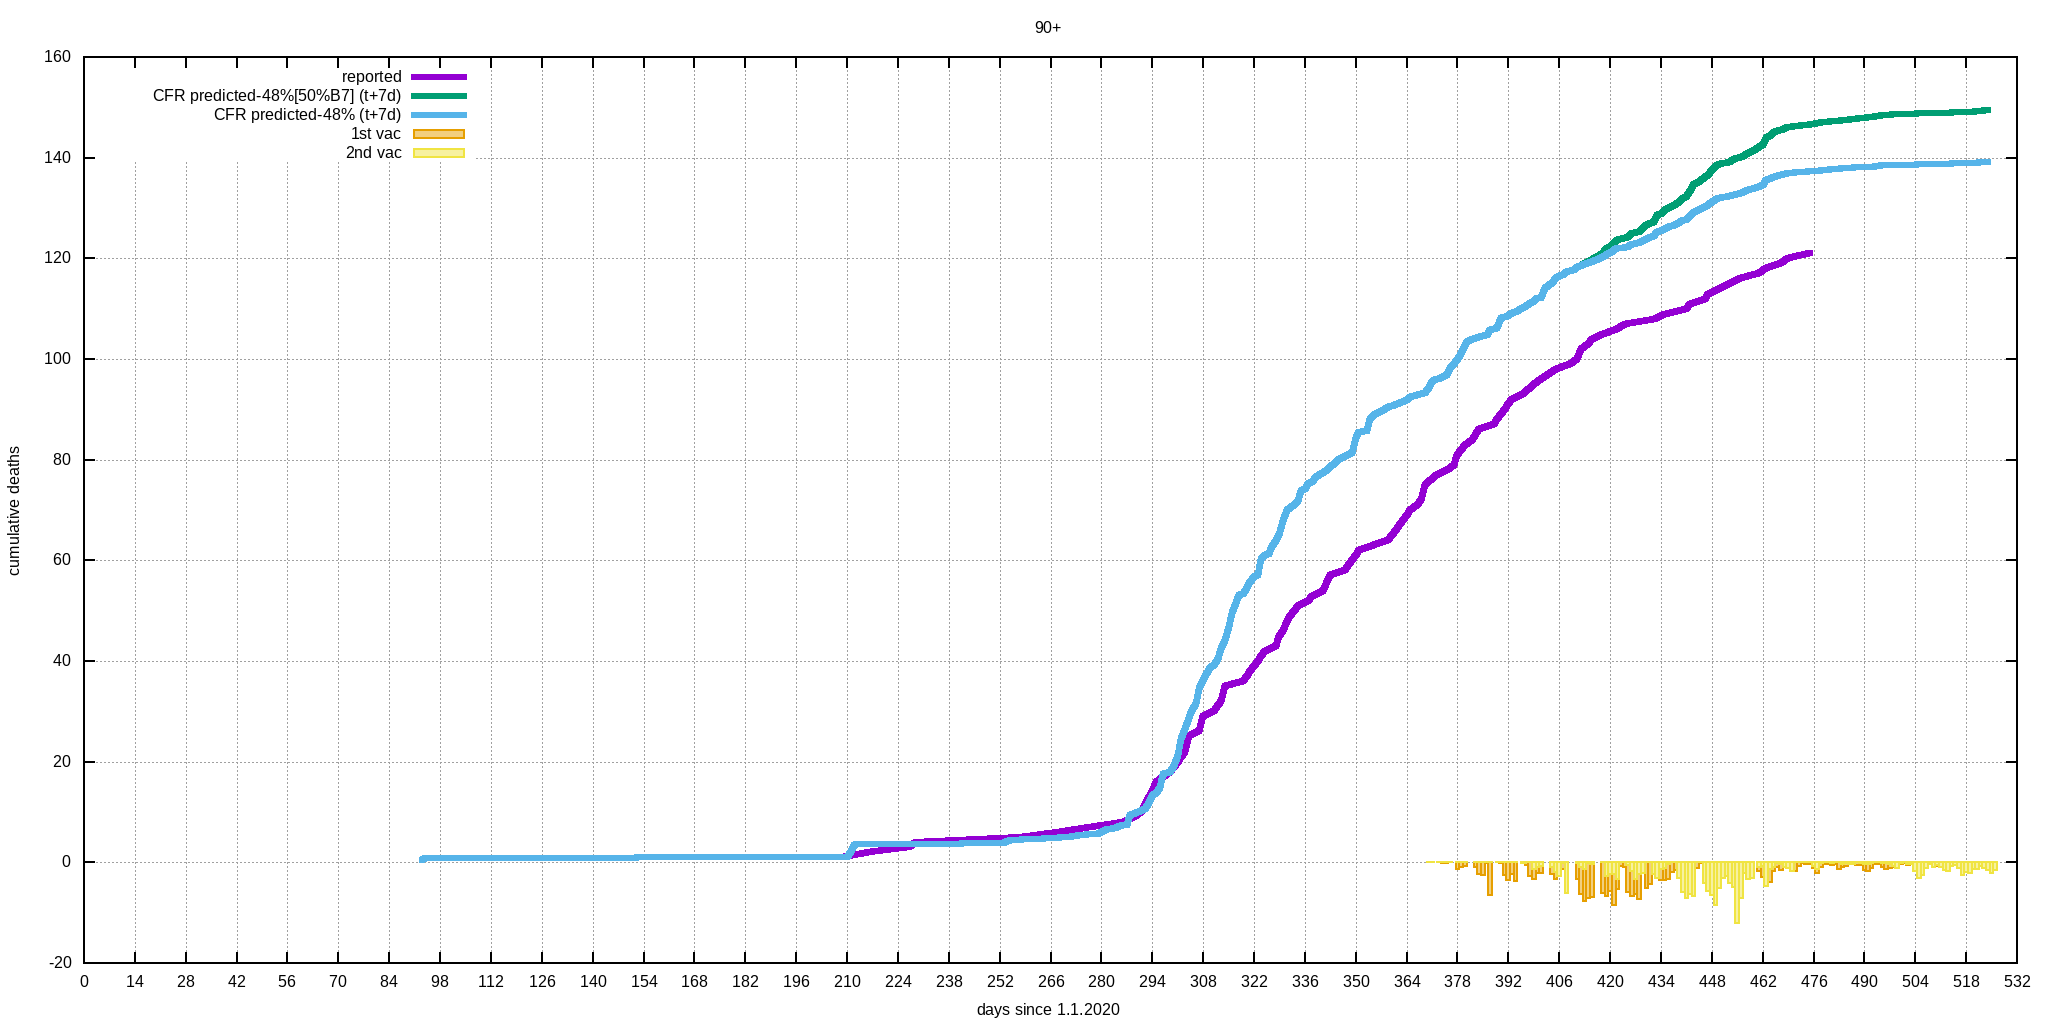 90+
160
140
120
100
80
60
40
20
0
-20
reported
CFR predicted-48%[50%B7] (t+7d)
CFR predicted-48% (t+7d)
1st vac
2nd vac
cumulative deaths
0 14 28 42 56 70 84 98 112 126 140 154 168 182 196 210 224 238 252 266 280 294 308 322 336 350 364 378 392 406 420 434 448 462 476 490 504 518 532
days since 1.1.2020